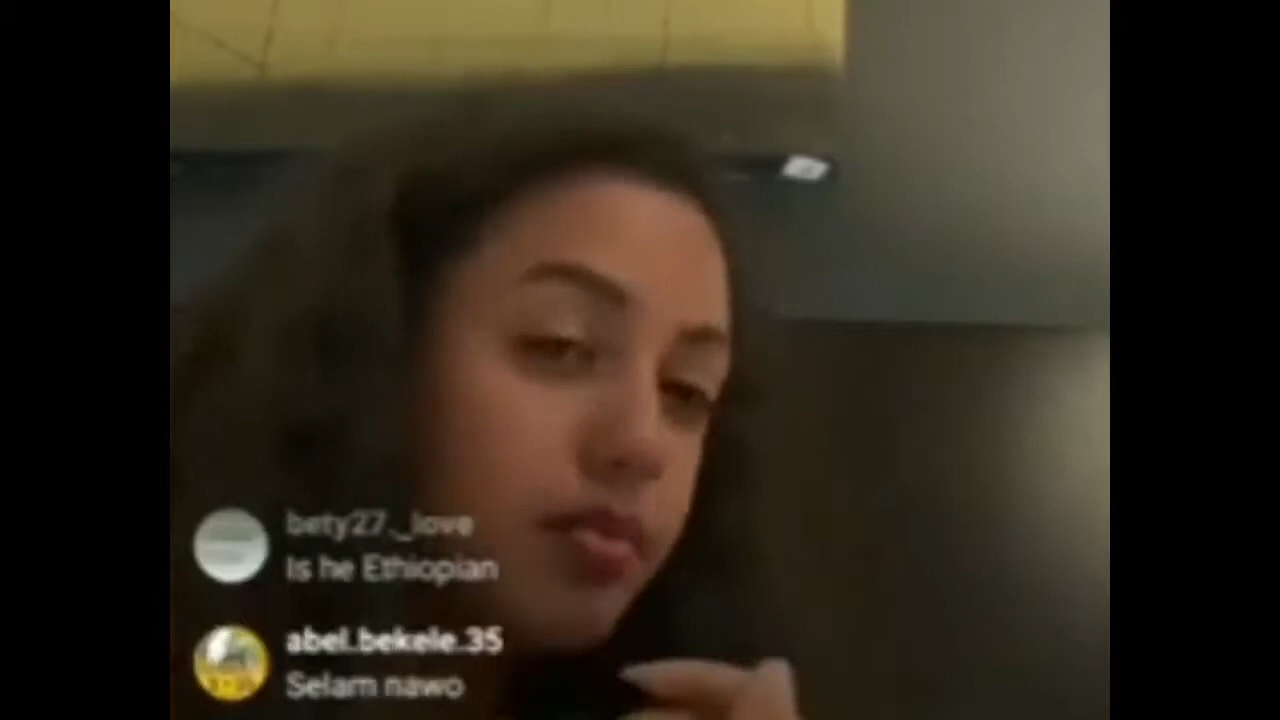 bety27._love
Is he Ethiopian
abel.bekele.35
Selam nawo